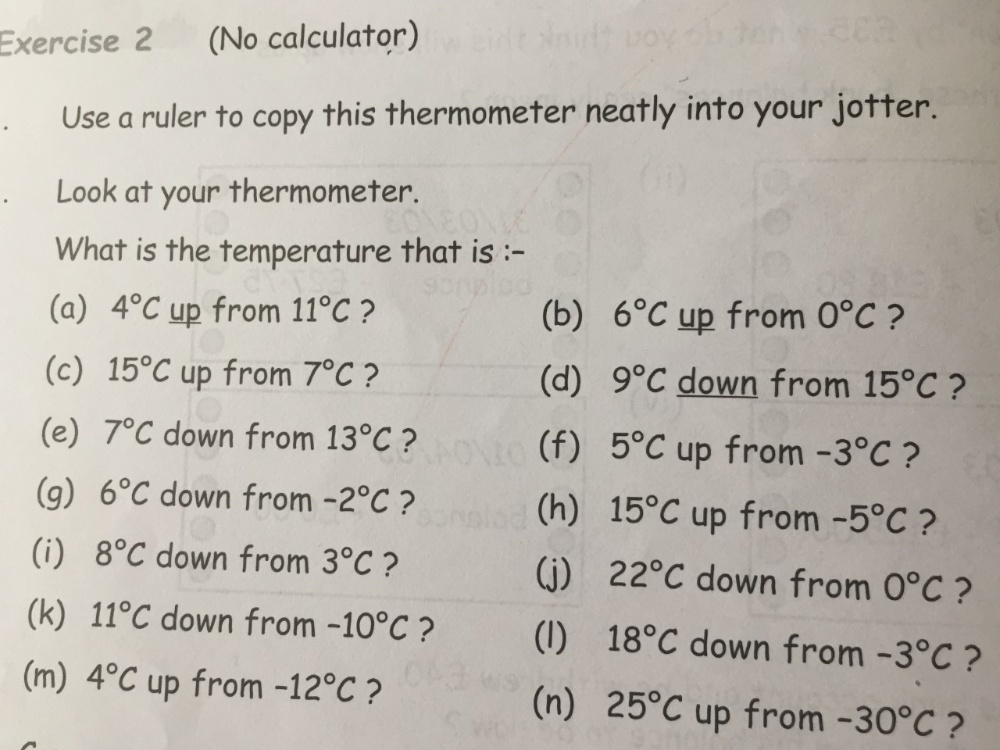 Exercise 2 (No calculator)
. Use a ruler to copy this thermometer neatly into your jotter.
. Look at your thermometer.
What is the temperature that is :-
(a) 4°C up from 11°C ? (b) 6°C up from 0°C ?
(c) 15°C up from 7°C ? (d) 9°C down from 15°C ?
(e) 7°C down from 13°C ? (f) 5°C up from -3°C ?
(g) 6°C down from -2°C ? (h) 15°C up from -5°C ?
(i) 8°C down from 3°C ? (j) 22°C down from 0°C ?
(k) 11°C down from -10°C ? (l) 18°C down from -3°C ?
(m) 4°C up from -12°C ? (n) 25°C up from -30°C ?